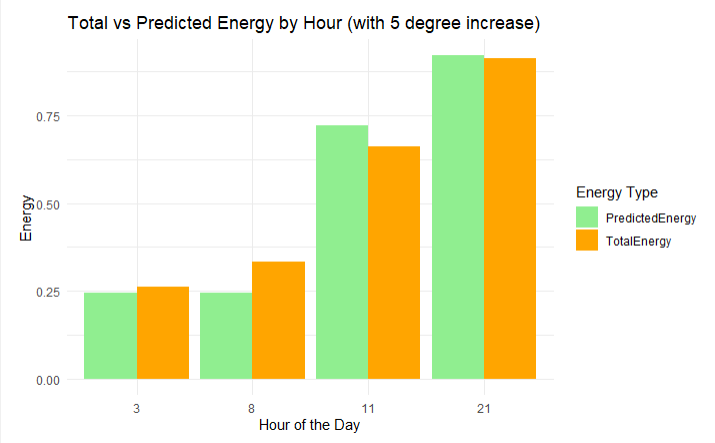 Total vs Predicted Energy by Hour (with 5 degree increase)
0.75
0.50
0.25
0.00
Energy
3 8 11 21
Hour of the Day
Energy Type
PredictedEnergy
TotalEnergy